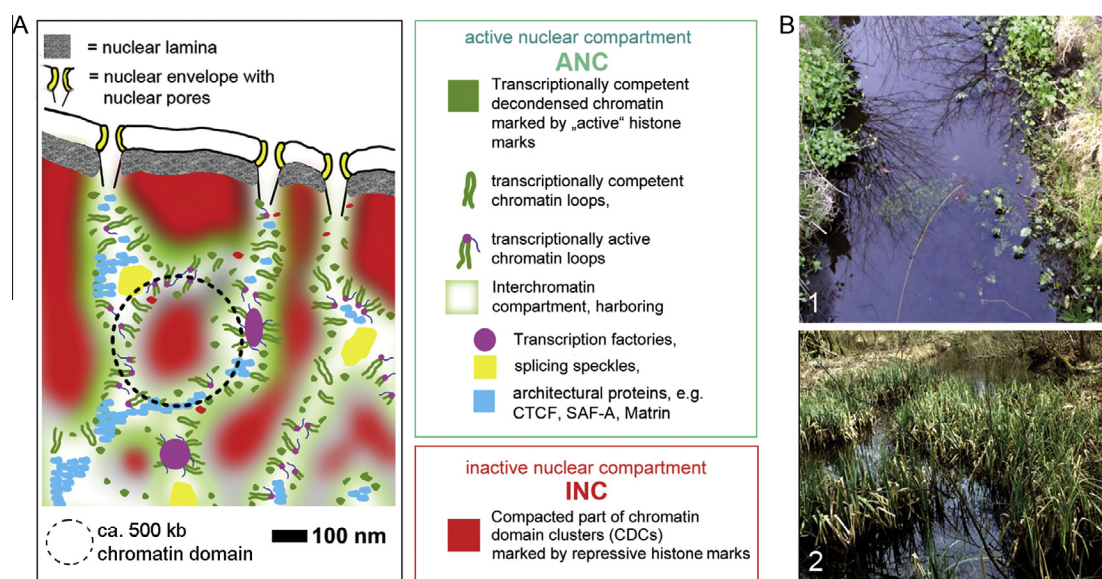 A
= nuclear lamina
= nuclear envelope with
nuclear pores
ca. 500 kb
chromatin domain
100 nm
active nuclear compartment
ANC
Transcriptionally competent
decondensed chromatin
marked by „active“ histone
marks
transcriptionally competent
chromatin loops,
transcriptionally active
chromatin loops
Interchromatin
compartment, harboring
Transcription factories,
splicing speckles,
architectural proteins, e.g.
CTCF, SAF-A, Matrin
inactive nuclear compartment
INC
Compacted part of chromatin
domain clusters (CDCs)
marked by repressive histone marks
B
1
2